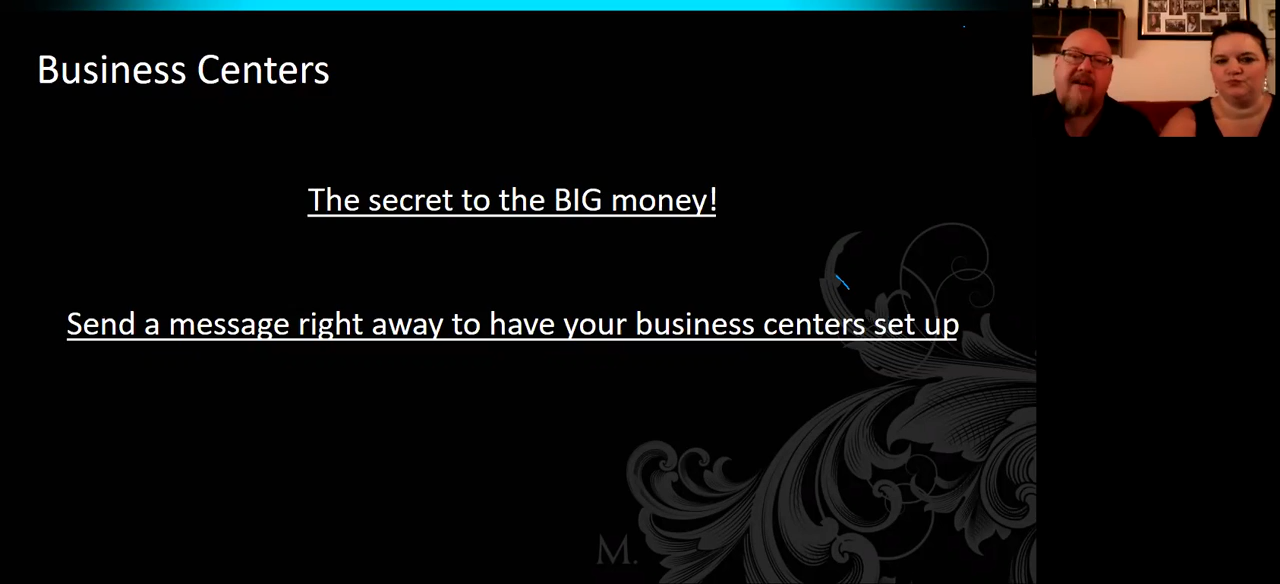 Business Centers
The secret to the BIG money!
Send a message right away to have your business centers set up
M.